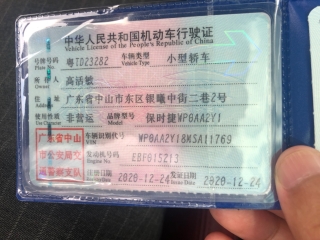 中华人民共和国机动车行驶证
Vehicle License of the People's Republic of China
号牌号码 粤TD23282 车辆类型 小型轿车
Plate No. Vehicle Type
所有人 高活敏
Owner
住址 广东省中山市东区银曦中街二巷2号
Address
使用性质 非营运 品牌型号 保时捷WP0AA2Y1
Use Character Model
广东省中山 车辆识别代号 WP0AA2Y18KSA11769
VIN
市公安局交 发动机号码
Engine No.
通警察支队 注册日期 2020-12-24 发证日期 2020-12-24
Register Date Issue Date